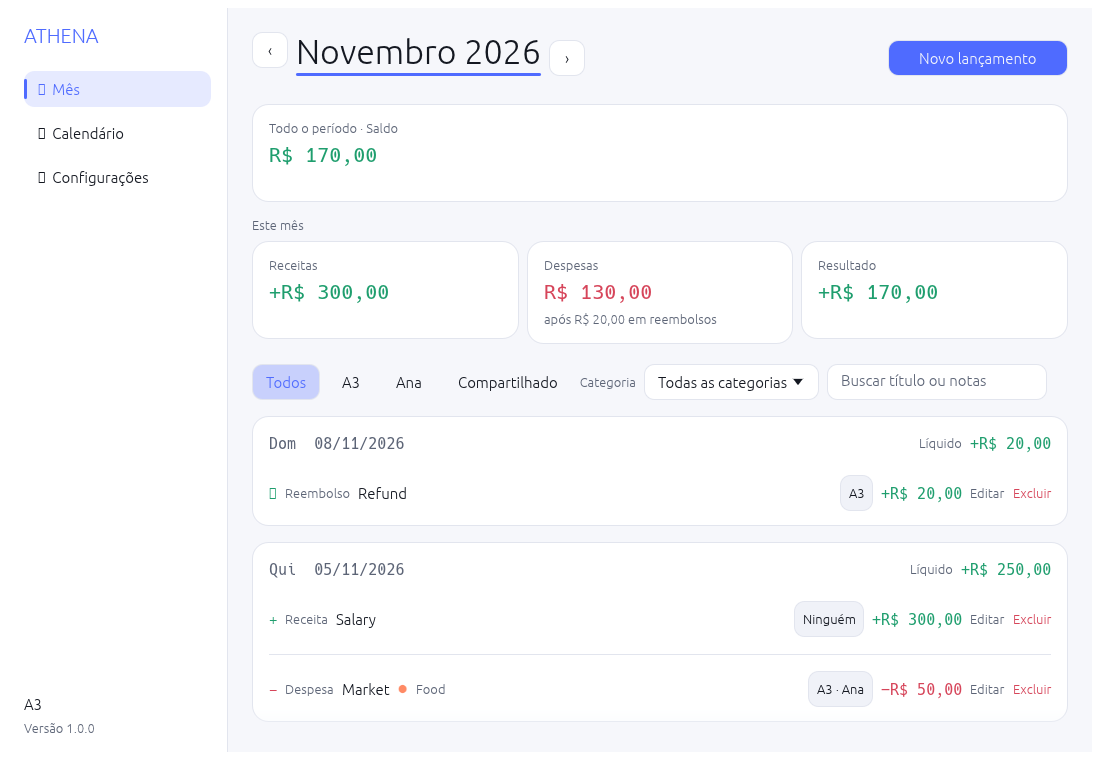 ATHENA
Mês
Calendário
Configurações
A3
Versão 1.0.0
‹ Novembro 2026 ›
Novo lançamento
Todo o período · Saldo
R$ 170,00
Este mês
Receitas
+R$ 300,00
Despesas
R$ 130,00
após R$ 20,00 em reembolsos
Resultado
+R$ 170,00
Todos A3 Ana Compartilhado Categoria Todas as categorias Buscar título ou notas
Dom 08/11/2026 Líquido +R$ 20,00
Reembolso Refund A3 +R$ 20,00 Editar Excluir
Qui 05/11/2026 Líquido +R$ 250,00
+ Receita Salary Ninguém +R$ 300,00 Editar Excluir
− Despesa Market Food A3 · Ana −R$ 50,00 Editar Excluir